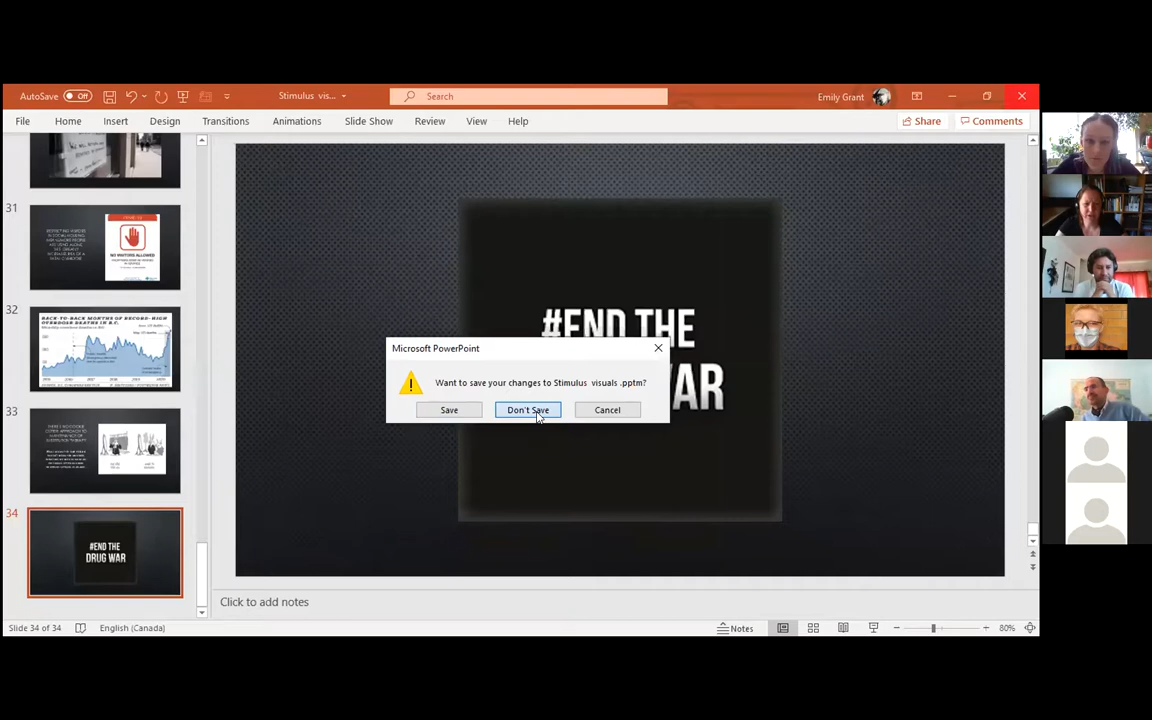 AutoSave Off
Stimulus vis...
Search
Emily Grant
File Home Insert Design Transitions Animations Slide Show Review View Help
Share Comments
31
NO VISITORS ALLOWED
32
BACK-TO-BACK MONTHS OF RECORD-HIGH
OVERDOSE DEATHS IN B.C.
33
34
#END THE
DRUG WAR
#END THE
WAR
Microsoft PowerPoint
Want to save your changes to Stimulus visuals .pptm?
Save Don't Save Cancel
Click to add notes
Slide 34 of 34 English (Canada) Notes 80%